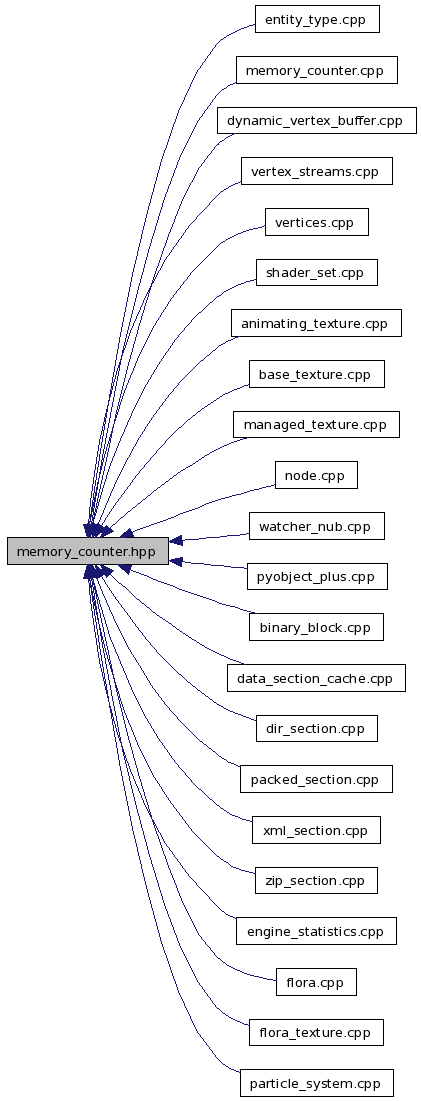 entity_type.cpp
memory_counter.cpp
dynamic_vertex_buffer.cpp
vertex_streams.cpp
vertices.cpp
shader_set.cpp
animating_texture.cpp
base_texture.cpp
managed_texture.cpp
node.cpp
watcher_nub.cpp
memory_counter.hpp
pyobject_plus.cpp
binary_block.cpp
data_section_cache.cpp
dir_section.cpp
packed_section.cpp
xml_section.cpp
zip_section.cpp
engine_statistics.cpp
flora.cpp
flora_texture.cpp
particle_system.cpp